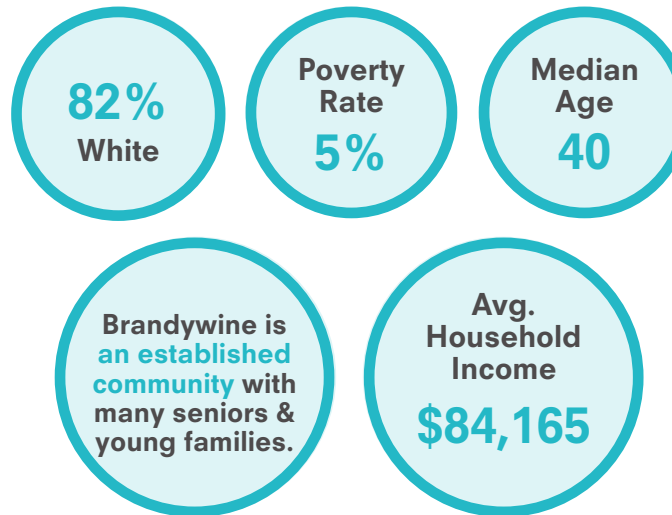 82%
White
Poverty
Rate
5%
Median
Age
40
Brandywine is
an established
community with
many seniors &
young families.
Avg.
Household
Income
$84,165